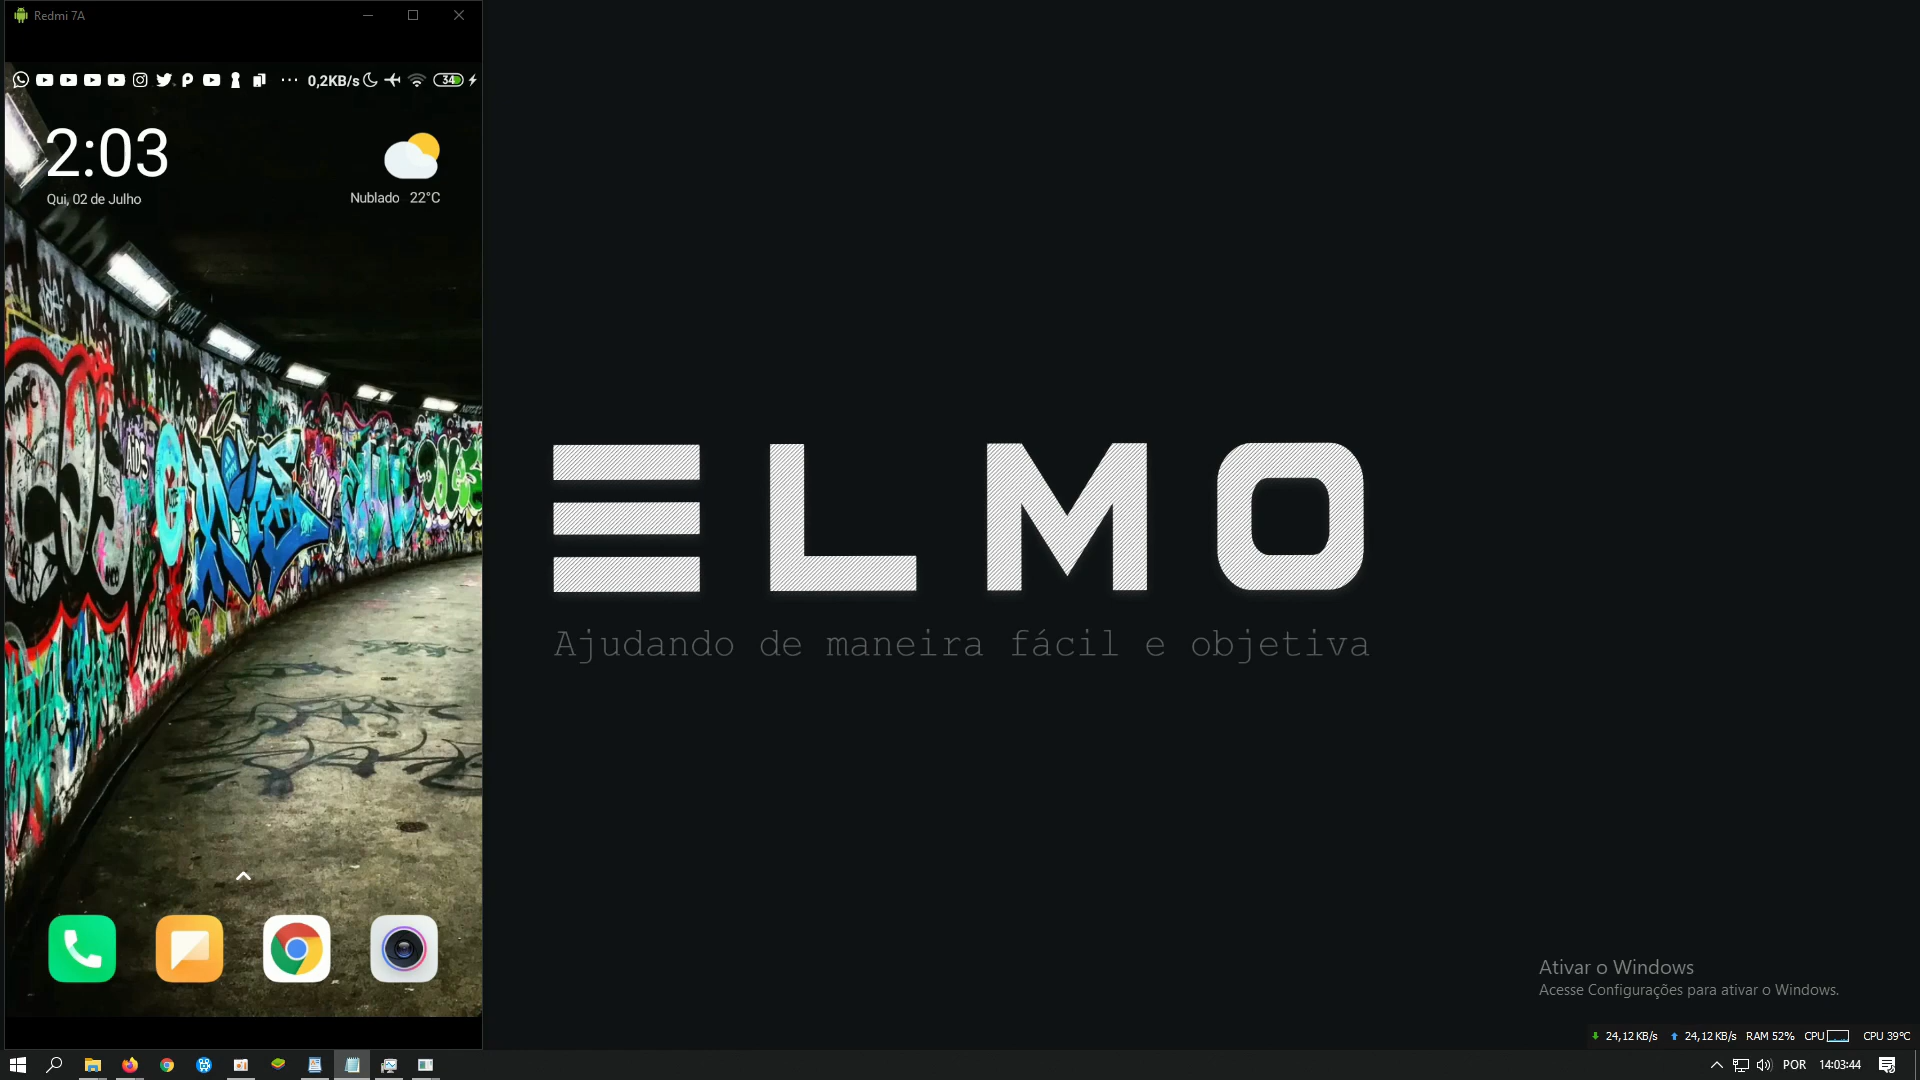 Redmi 7A
0,2KB/s
34
2:03
Qui, 02 de Julho
Nublado 22°C
ELMO
Ajudando de maneira fácil e objetiva
Ativar o Windows
Acesse Configurações para ativar o Windows.
24,12 KB/s 24,12 KB/s RAM 52% CPU CPU 39°C
POR 14:03:44